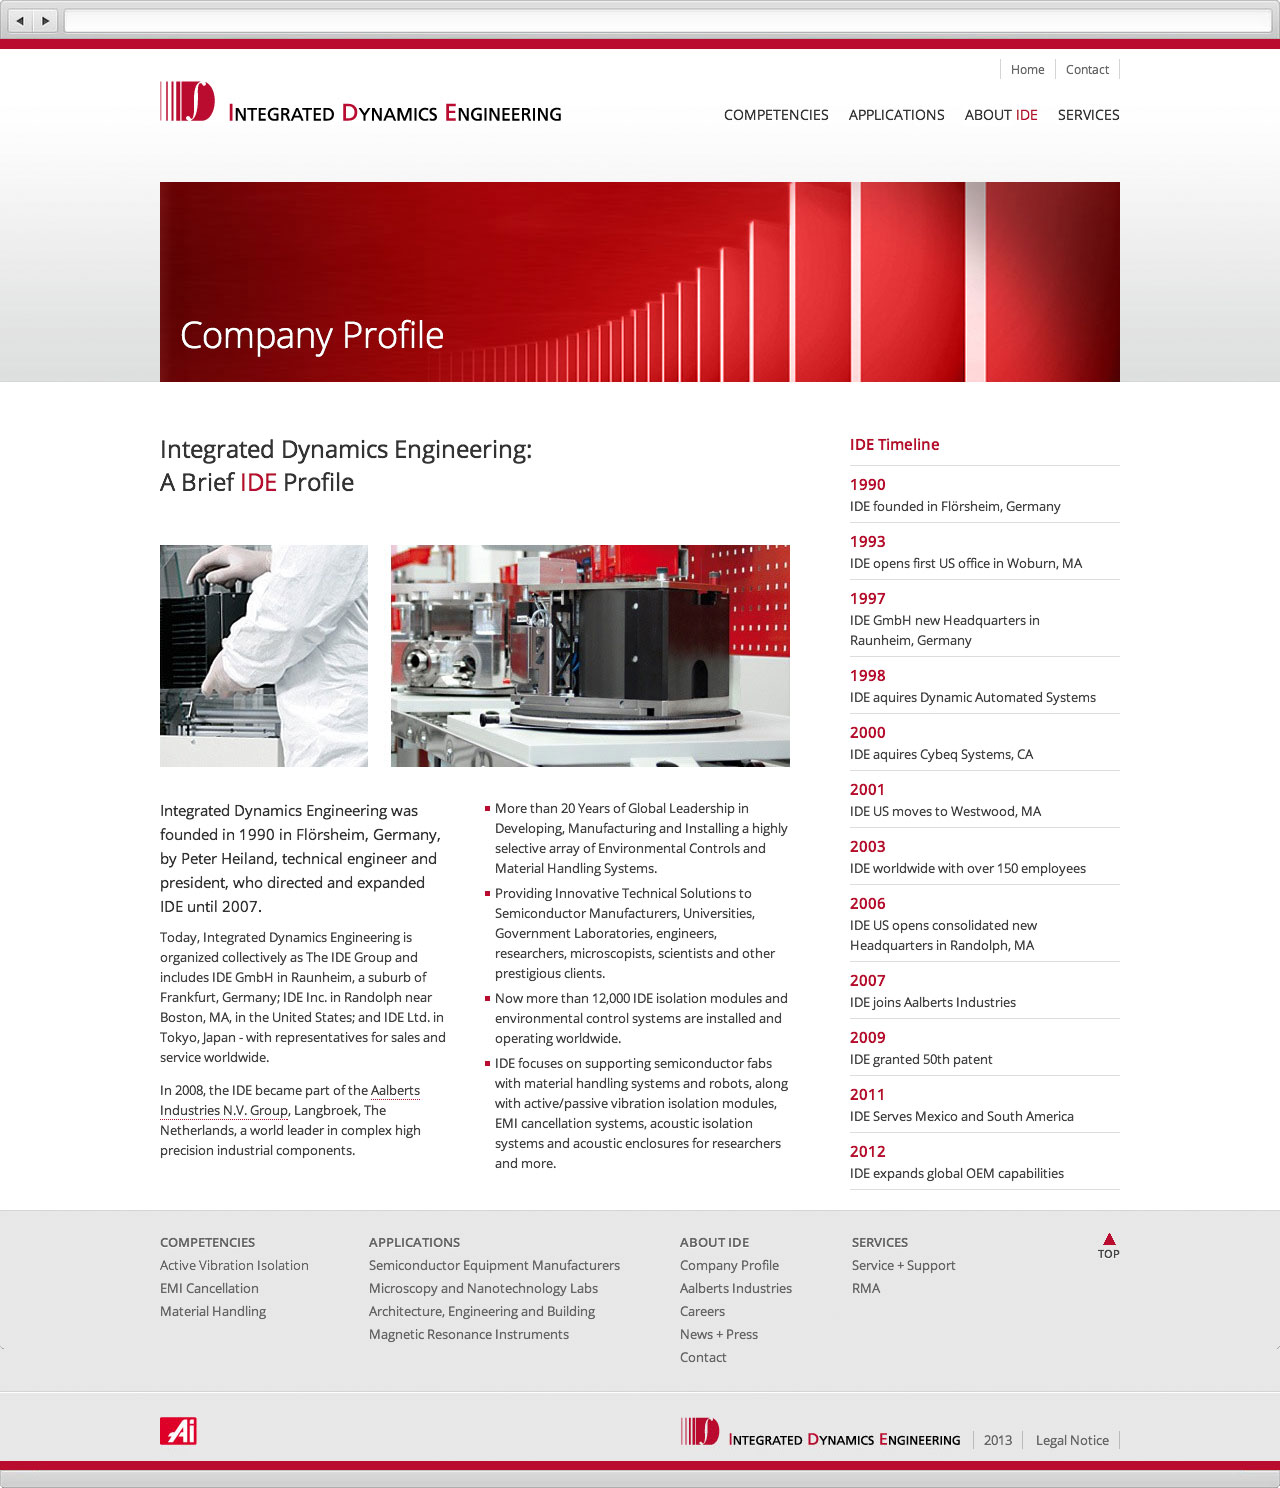 Home Contact
INTEGRATED DYNAMICS ENGINEERING
COMPETENCIES APPLICATIONS ABOUT IDE SERVICES
Company Profile
Integrated Dynamics Engineering:
A Brief IDE Profile
Integrated Dynamics Engineering was
founded in 1990 in Flörsheim, Germany,
by Peter Heiland, technical engineer and
president, who directed and expanded
IDE until 2007.
Today, Integrated Dynamics Engineering is
organized collectively as The IDE Group and
includes IDE GmbH in Raunheim, a suburb of
Frankfurt, Germany; IDE Inc. in Randolph near
Boston, MA, in the United States; and IDE Ltd. in
Tokyo, Japan - with representatives for sales and
service worldwide.
In 2008, the IDE became part of the Aalberts
Industries N.V. Group, Langbroek, The
Netherlands, a world leader in complex high
precision industrial components.
More than 20 Years of Global Leadership in
Developing, Manufacturing and Installing a highly
selective array of Environmental Controls and
Material Handling Systems.
Providing Innovative Technical Solutions to
Semiconductor Manufacturers, Universities,
Government Laboratories, engineers,
researchers, microscopists, scientists and other
prestigious clients.
Now more than 12,000 IDE isolation modules and
environmental control systems are installed and
operating worldwide.
IDE focuses on supporting semiconductor fabs
with material handling systems and robots, along
with active/passive vibration isolation modules,
EMI cancellation systems, acoustic isolation
systems and acoustic enclosures for researchers
and more.
IDE Timeline
1990
IDE founded in Flörsheim, Germany
1993
IDE opens first US office in Woburn, MA
1997
IDE GmbH new Headquarters in
Raunheim, Germany
1998
IDE aquires Dynamic Automated Systems
2000
IDE aquires Cybeq Systems, CA
2001
IDE US moves to Westwood, MA
2003
IDE worldwide with over 150 employees
2006
IDE US opens consolidated new
Headquarters in Randolph, MA
2007
IDE joins Aalberts Industries
2009
IDE granted 50th patent
2011
IDE Serves Mexico and South America
2012
IDE expands global OEM capabilities
COMPETENCIES
Active Vibration Isolation
EMI Cancellation
Material Handling
APPLICATIONS
Semiconductor Equipment Manufacturers
Microscopy and Nanotechnology Labs
Architecture, Engineering and Building
Magnetic Resonance Instruments
ABOUT IDE
Company Profile
Aalberts Industries
Careers
News + Press
Contact
SERVICES
Service + Support
RMA
TOP
Ai
INTEGRATED DYNAMICS ENGINEERING 2013 Legal Notice